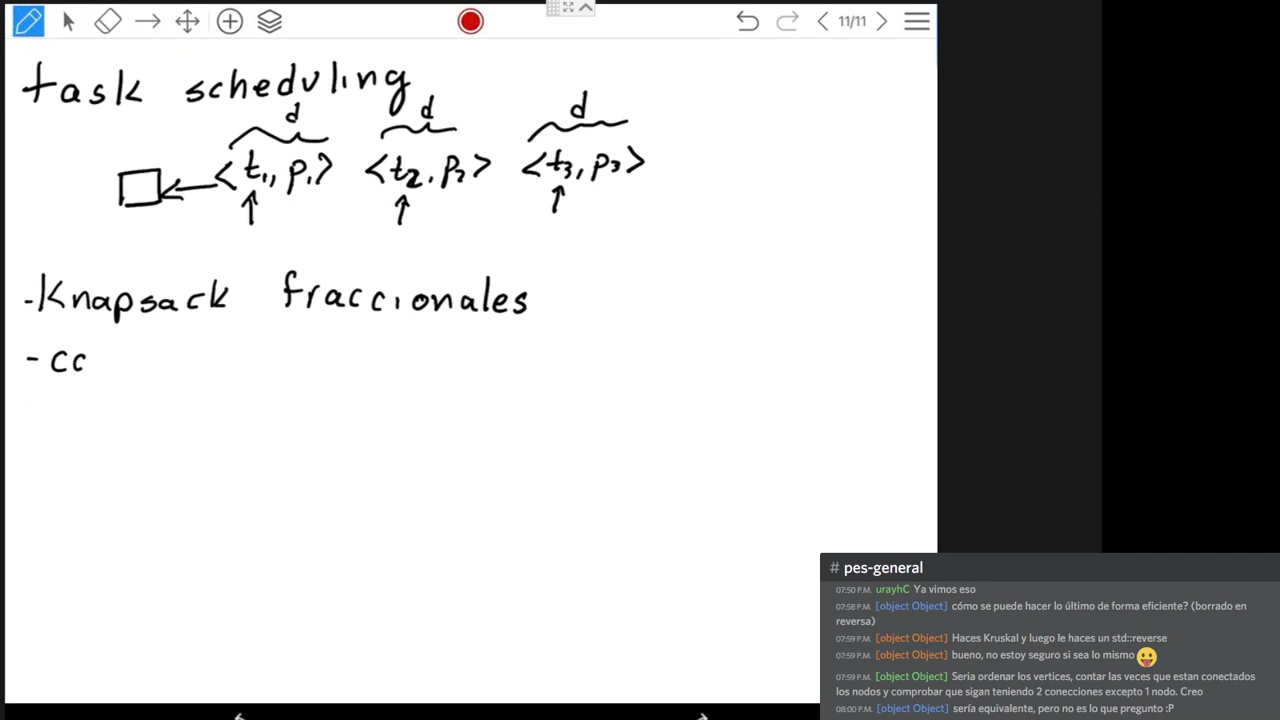 11/11
task scheduling
d d d
<t1, p1> <t2, p2> <t3, p3>
-Knapsack fraccionales
- cc
# pes-general
07:50 P.M. urayhC Ya vimos eso
07:58 P.M. [object Object] cómo se puede hacer lo último de forma eficiente? (borrado en
reversa)
07:59 P.M. [object Object] Haces Kruskal y luego le haces un std::reverse
07:59 P.M. [object Object] bueno, no estoy seguro si sea lo mismo 😛
07:59 P.M. [object Object] Seria ordenar los vertices, contar las veces que estan conectados
los nodos y comprobar que sigan teniendo 2 conecciones excepto 1 nodo. Creo
08:00 P.M. [object Object] sería equivalente, pero no es lo que pregunto :P